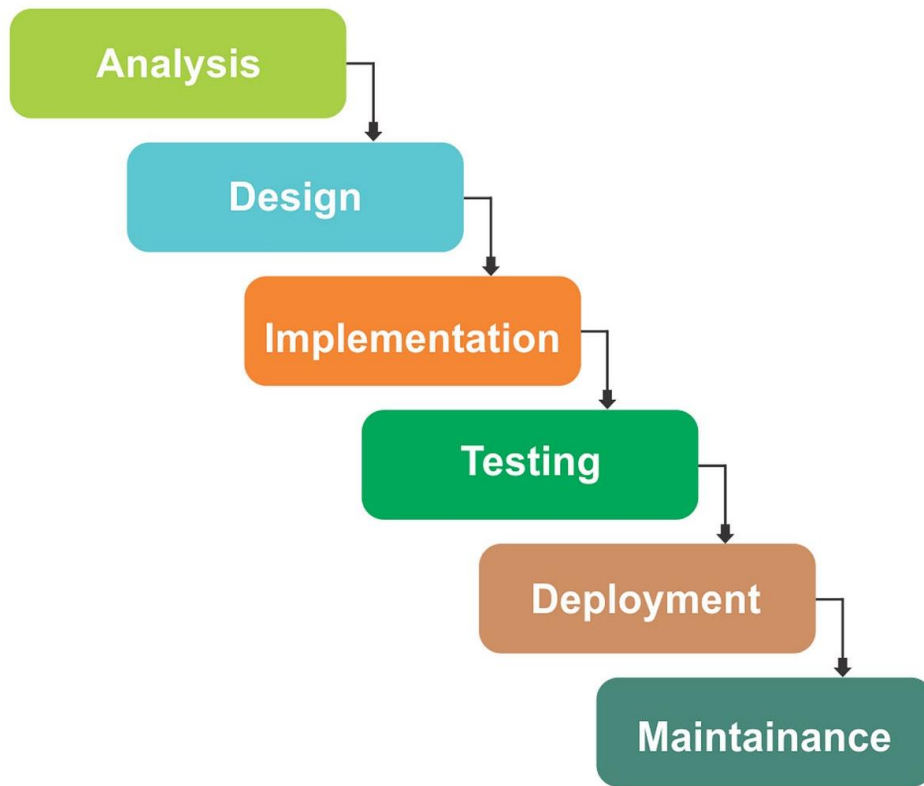 Analysis
Design
Implementation
Testing
Deployment
Maintainance